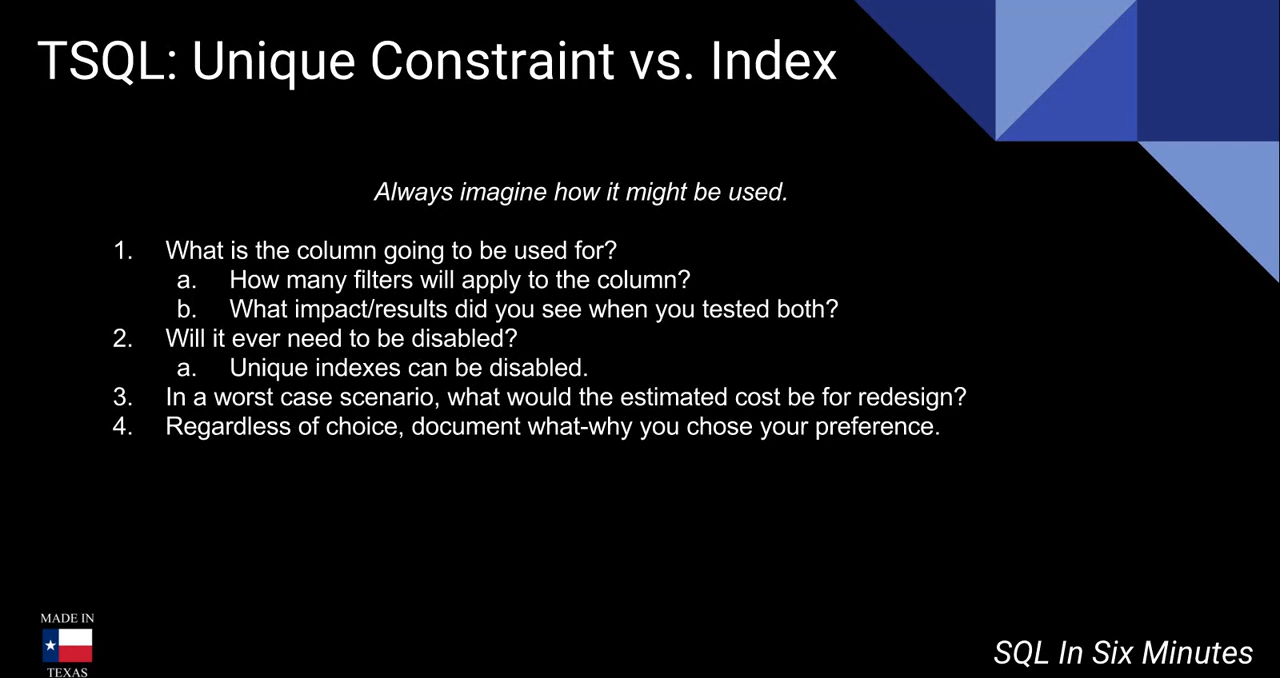 TSQL: Unique Constraint vs. Index
Always imagine how it might be used.
1. What is the column going to be used for?
a. How many filters will apply to the column?
b. What impact/results did you see when you tested both?
2. Will it ever need to be disabled?
a. Unique indexes can be disabled.
3. In a worst case scenario, what would the estimated cost be for redesign?
4. Regardless of choice, document what-why you chose your preference.
MADE IN
TEXAS
SQL In Six Minutes